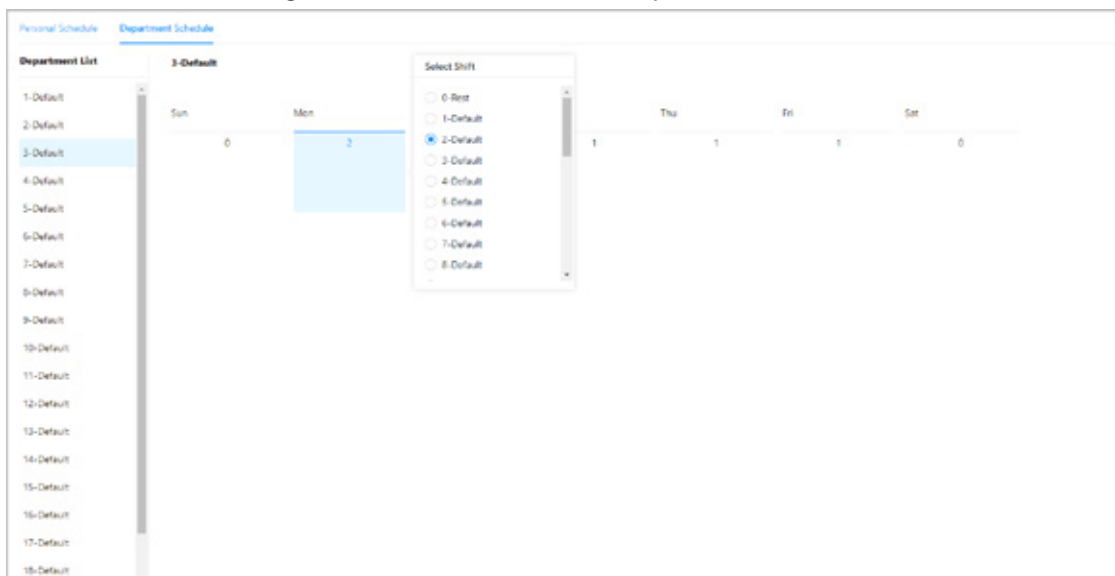 Personal Schedule Department Schedule
Department List
1-Default
2-Default
3-Default
4-Default
5-Default
6-Default
7-Default
8-Default
9-Default
10-Default
11-Default
12-Default
13-Default
14-Default
15-Default
16-Default
17-Default
18-Default
3-Default
Sun Mon Thu Fri Sat
0 2 1 1 1 0
Select Shift
0-Rest
1-Default
2-Default
3-Default
4-Default
5-Default
6-Default
7-Default
8-Default